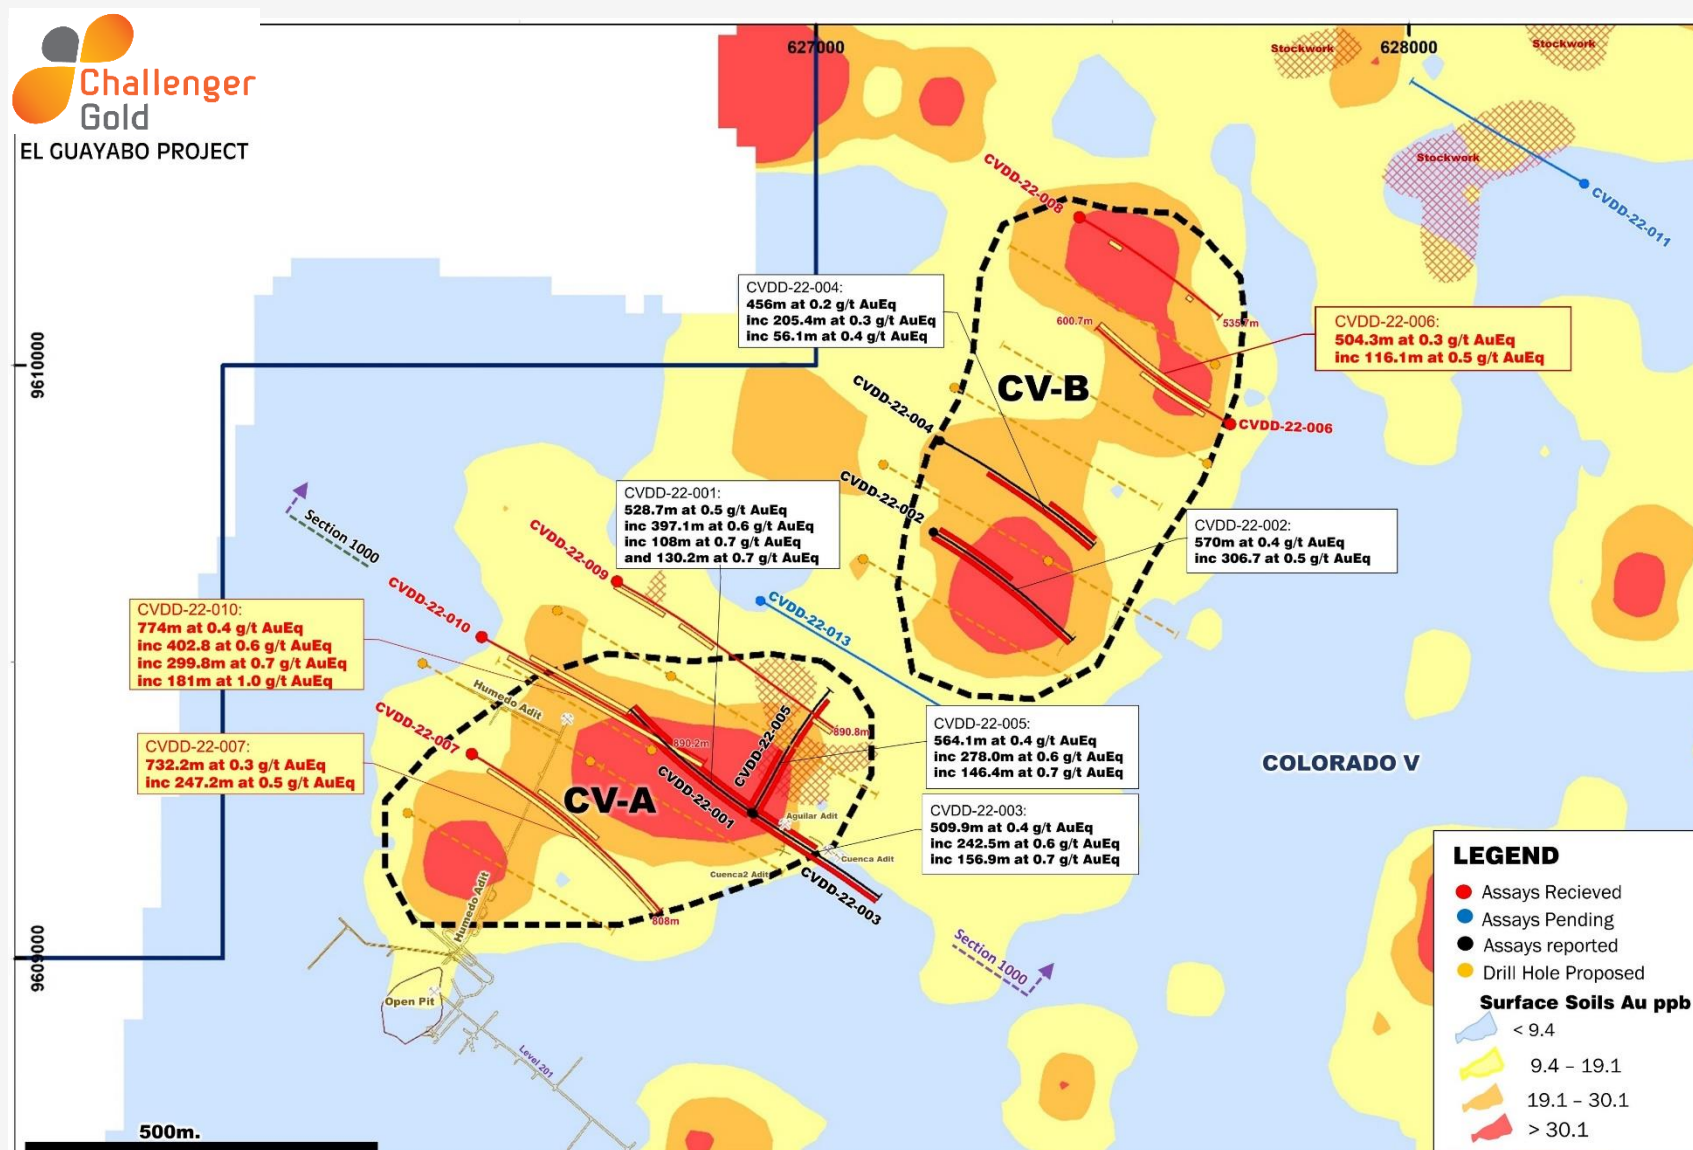 Challenger
Gold
EL GUAYABO PROJECT
627000
628000
Stockwork
Stockwork
Stockwork
CVDD-22-008
CVDD-22-011
CVDD-22-004:
456m at 0.2 g/t AuEq
inc 205.4m at 0.3 g/t AuEq
inc 56.1m at 0.4 g/t AuEq
600.7m
535.7m
CVDD-22-006:
504.3m at 0.3 g/t AuEq
inc 116.1m at 0.5 g/t AuEq
9610000
CV-B
CVDD-22-004
CVDD-22-006
CVDD-22-002
CVDD-22-001:
528.7m at 0.5 g/t AuEq
inc 397.1m at 0.6 g/t AuEq
inc 108m at 0.7 g/t AuEq
and 130.2m at 0.7 g/t AuEq
CVDD-22-002:
570m at 0.4 g/t AuEq
inc 306.7 at 0.5 g/t AuEq
Section 1000
CVDD-22-009
CVDD-22-010
CVDD-22-013
CVDD-22-010:
774m at 0.4 g/t AuEq
inc 402.8 at 0.6 g/t AuEq
inc 299.8m at 0.7 g/t AuEq
inc 181m at 1.0 g/t AuEq
Humedo Adit
CVDD-22-007
CVDD-22-005
890.2m
890.8m
CVDD-22-005:
564.1m at 0.4 g/t AuEq
inc 278.0m at 0.6 g/t AuEq
inc 146.4m at 0.7 g/t AuEq
CVDD-22-007:
732.2m at 0.3 g/t AuEq
inc 247.2m at 0.5 g/t AuEq
COLORADO V
CV-A
CVDD-22-001
Aguilar Adit
CVDD-22-003:
509.9m at 0.4 g/t AuEq
inc 242.5m at 0.6 g/t AuEq
inc 156.9m at 0.7 g/t AuEq
Cuenca Adit
Cuenca2 Adit
CVDD-22-003
808m
Humedo Adit
9609000
Section 1000
Open Pit
Level 201
500m.
LEGEND
Assays Recieved
Assays Pending
Assays reported
Drill Hole Proposed
Surface Soils Au ppb
< 9.4
9.4 – 19.1
19.1 – 30.1
> 30.1